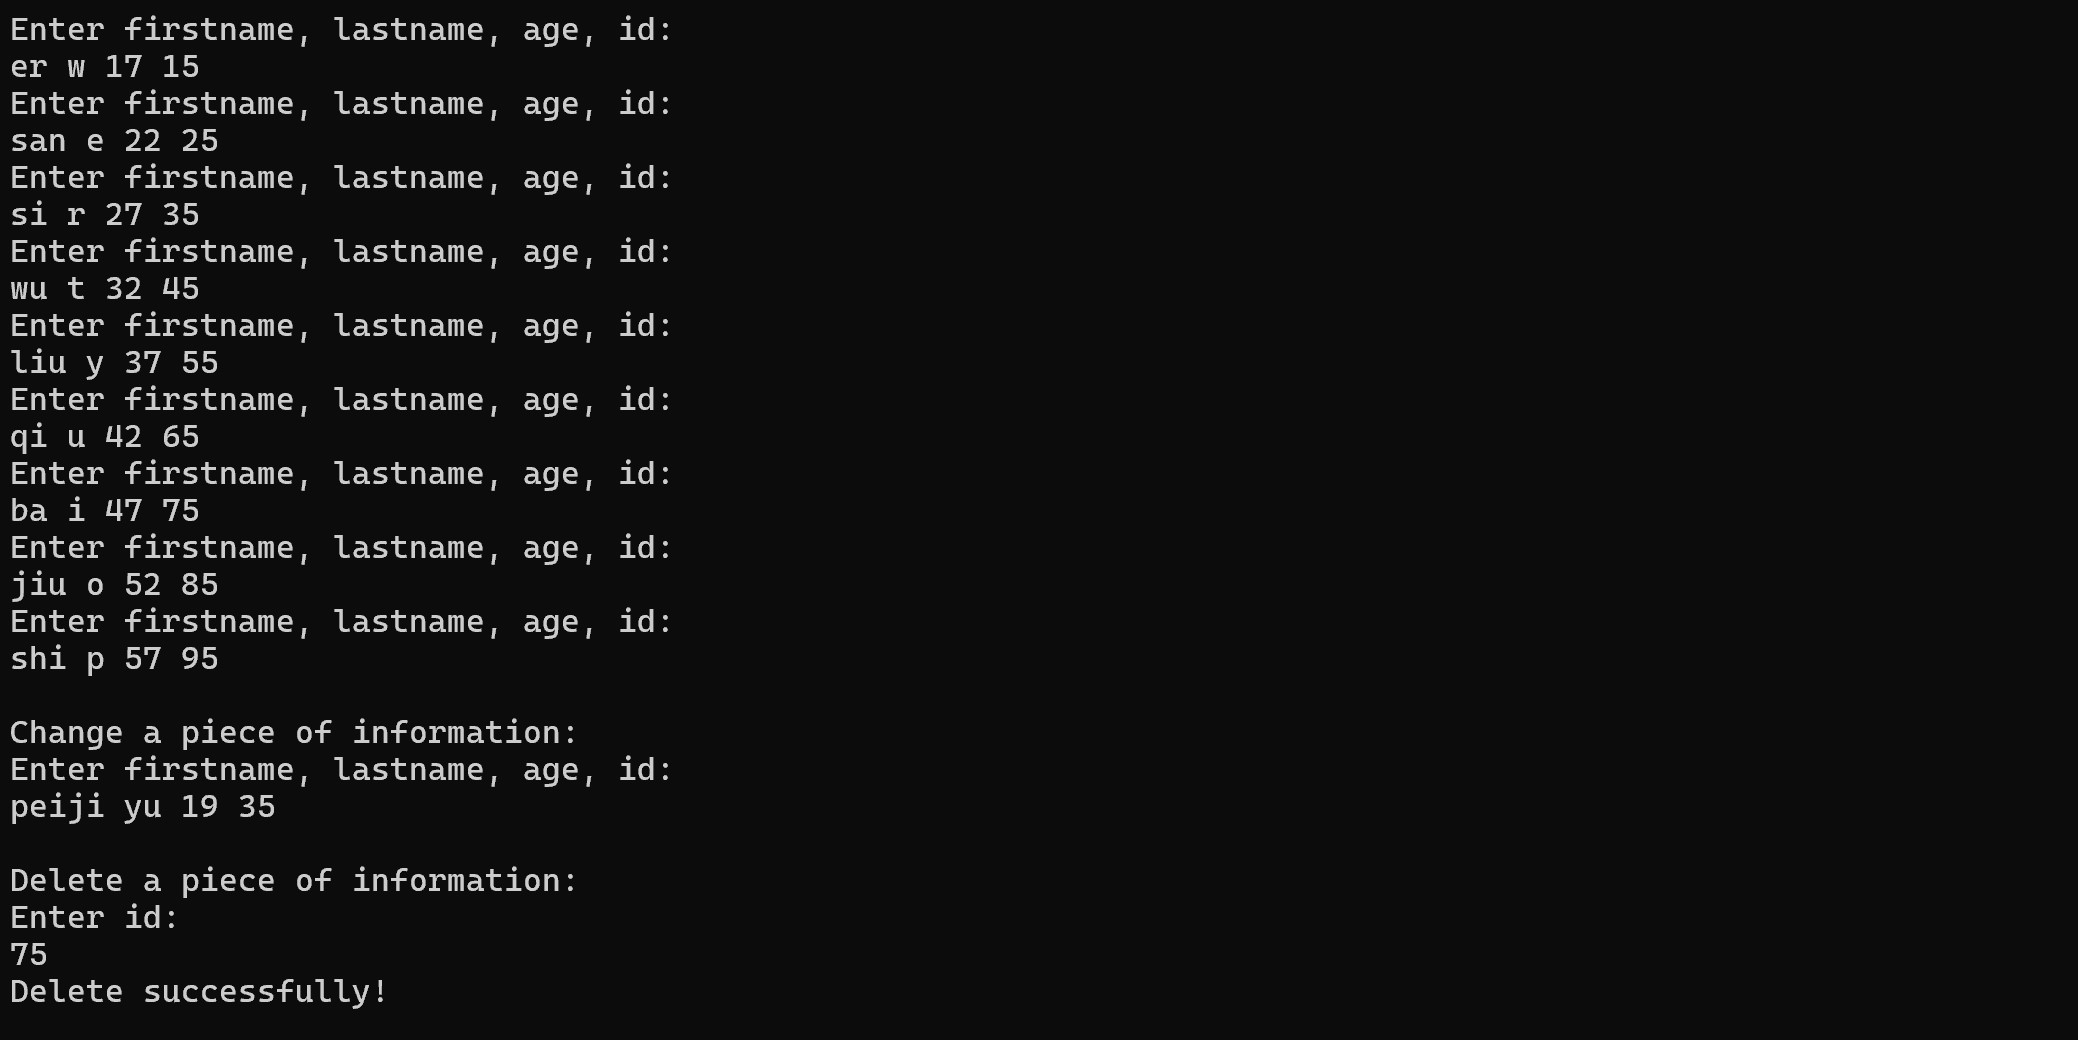 Enter firstname, lastname, age, id:
er w 17 15
Enter firstname, lastname, age, id:
san e 22 25
Enter firstname, lastname, age, id:
si r 27 35
Enter firstname, lastname, age, id:
wu t 32 45
Enter firstname, lastname, age, id:
liu y 37 55
Enter firstname, lastname, age, id:
qi u 42 65
Enter firstname, lastname, age, id:
ba i 47 75
Enter firstname, lastname, age, id:
jiu o 52 85
Enter firstname, lastname, age, id:
shi p 57 95

Change a piece of information:
Enter firstname, lastname, age, id:
peiji yu 19 35

Delete a piece of information:
Enter id:
75
Delete successfully!